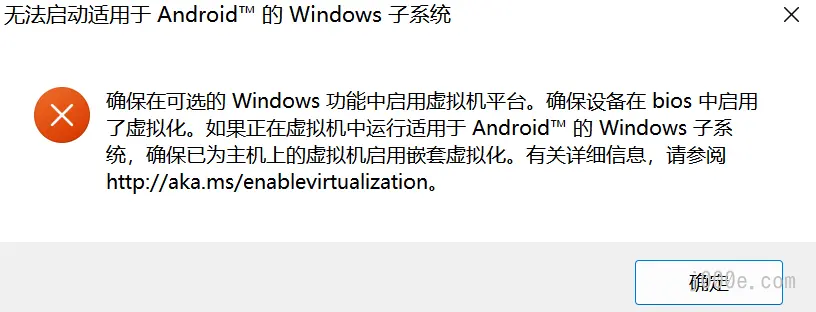 无法启动适用于 Android™ 的 Windows 子系统
确保在可选的 Windows 功能中启用虚拟机平台。确保设备在 bios 中启用
了虚拟化。如果正在虚拟机中运行适用于 Android™ 的 Windows 子系
统，确保已为主机上的虚拟机启用嵌套虚拟化。有关详细信息，请参阅
http://aka.ms/enablevirtualization。
确定